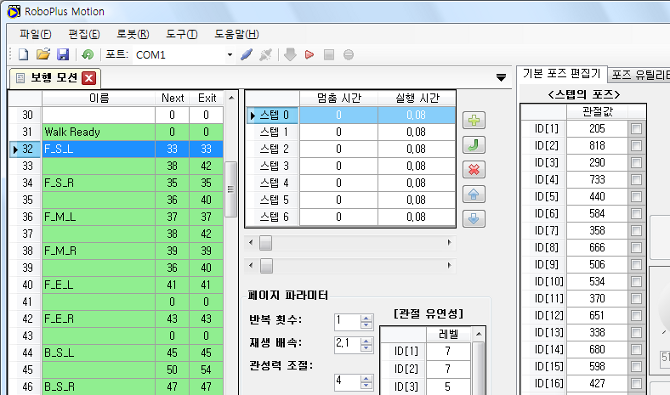 RoboPlus Motion
파일(F) 편집(E) 로봇(R) 도구(T) 도움말(H)
포트: COM1
보행 모션
이름 Next Exit
30 0 0
31 Walk Ready 0 0
32 F_S_L 33 33
33 38 42
34 F_S_R 35 35
35 36 40
36 F_M_L 37 37
37 38 42
38 F_M_R 39 39
39 36 40
40 F_E_L 41 41
41 0 0
42 F_E_R 43 43
43 0 0
44 B_S_L 45 45
45 50 54
46 B_S_R 47 47
멈춤 시간 실행 시간
스텝 0 0 0,08
스텝 1 0 0,08
스텝 2 0 0,08
스텝 3 0 0,08
스텝 4 0 0,08
스텝 5 0 0,08
스텝 6 0 0,08
페이지 파라미터
반복 횟수: 1
재생 배속: 2,1
관성력 조절:
4
[관절 유연성]
레벨
ID[1] 7
ID[2] 7
ID[3] 5
기본 포즈 편집기 포즈 유틸리티
<스텝의 포즈>
관절값
ID[1] 205
ID[2] 818
ID[3] 290
ID[4] 733
ID[5] 440
ID[6] 584
ID[7] 358
ID[8] 666
ID[9] 506
ID[10] 534
ID[11] 370
ID[12] 651
ID[13] 338
ID[14] 680
ID[15] 598
ID[16] 427